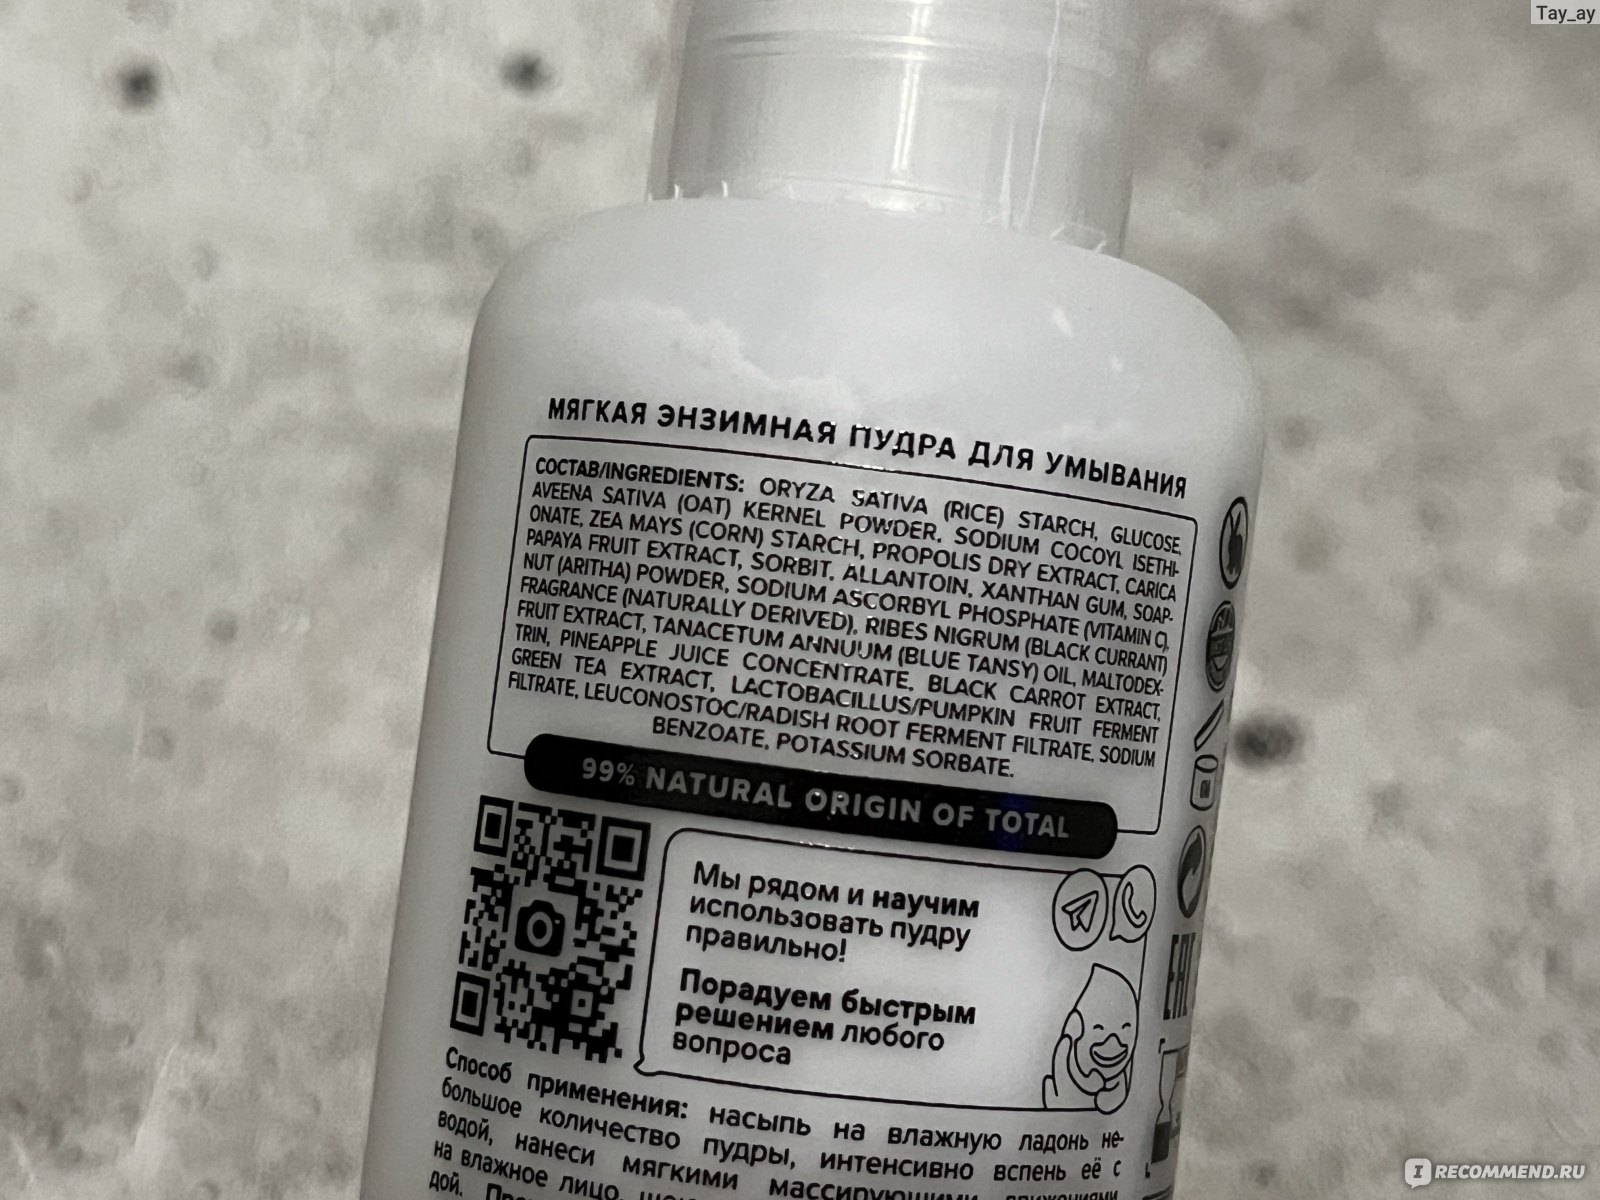 Tay_ay
МЯГКАЯ ЭНЗИМНАЯ ПУДРА ДЛЯ УМЫВАНИЯ
СОСТАВ/INGREDIENTS: ORYZA SATIVA (RICE) STARCH, GLUCOSE,
AVEENA SATIVA (OAT) KERNEL POWDER, SODIUM COCOYL ISETHI-
ONATE, ZEA MAYS (CORN) STARCH, PROPOLIS DRY EXTRACT, CARICA
PAPAYA FRUIT EXTRACT, SORBIT, ALLANTOIN, XANTHAN GUM, SOAP-
NUT (ARITHA) POWDER, SODIUM ASCORBYL PHOSPHATE (VITAMIN C),
FRAGRANCE (NATURALLY DERIVED), RIBES NIGRUM (BLACK CURRANT)
FRUIT EXTRACT, TANACETUM ANNUUM (BLUE TANSY) OIL, MALTODEX-
TRIN, PINEAPPLE JUICE CONCENTRATE, BLACK CARROT EXTRACT,
GREEN TEA EXTRACT, LACTOBACILLUS/PUMPKIN FRUIT FERMENT
FILTRATE, LEUCONOSTOC/RADISH ROOT FERMENT FILTRATE, SODIUM
BENZOATE, POTASSIUM SORBATE.
99% NATURAL ORIGIN OF TOTAL
Мы рядом и научим
использовать пудру
правильно!
Порадуем быстрым
решением любого
вопроса
EAC
Способ применения: насыпь на влажную ладонь не-
большое количество пудры, интенсивно вспень её с
водой, нанеси мягкими массирующими движениями
на влажное лицо,
дой.
IRECOMMEND.RU